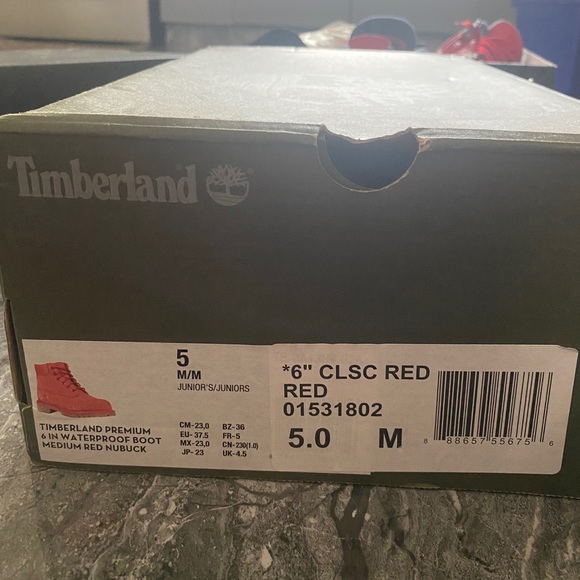 Timberland
5
M/M
JUNIOR'S/JUNIORS
TIMBERLAND PREMIUM
6 IN WATERPROOF BOOT
MEDIUM RED NUBUCK
CM-23,0 BZ-36
EU-37.5 FR-5
MX-23,0 CN-230(1.0)
JP-23 UK-4.5
*6" CLSC RED
RED
01531802
5.0 M
8 88657 55675 6